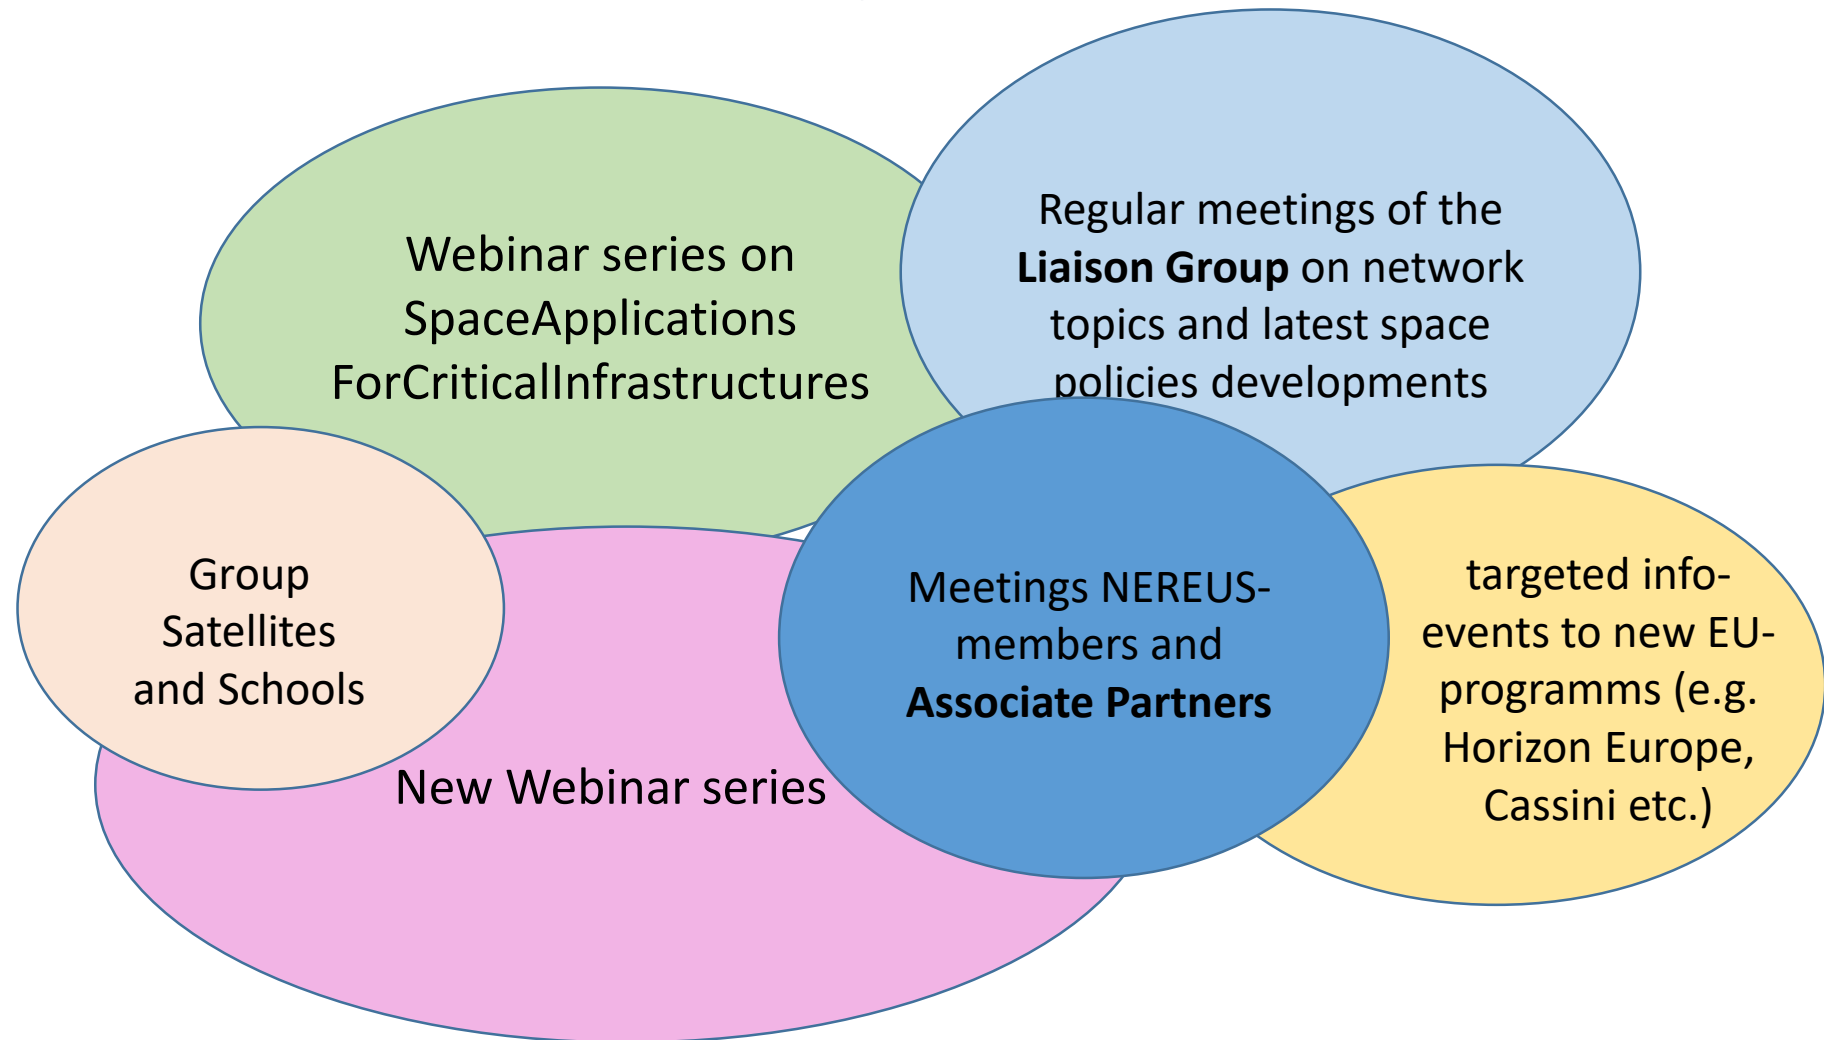 Webinar series on
SpaceApplications
ForCriticalInfrastructures
Regular meetings of the
Liaison Group on network
topics and latest space
policies developments
Group
Satellites
and Schools
Meetings NEREUS-
members and
Associate Partners
targeted info-
events to new EU-
programms (e.g.
Horizon Europe,
Cassini etc.)
New Webinar series